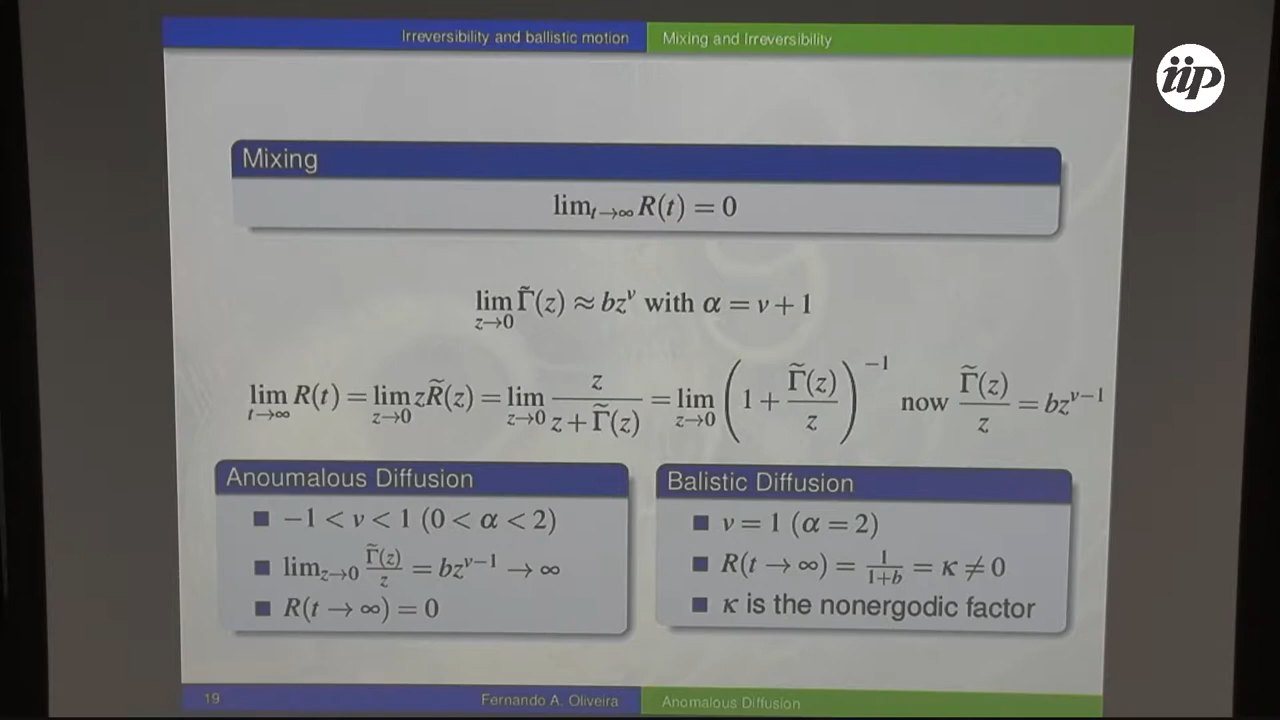 Irreversibility and ballistic motion Mixing and Irreversibility
iip
Mixing
lim_{t→∞} R(t) = 0
lim_{z→0} Γ̃(z) ≈ bz^ν with α = ν + 1
lim_{t→∞} R(t) = lim_{z→0} zR̃(z) = lim_{z→0} z/(z + Γ̃(z)) = lim_{z→0} (1 + Γ̃(z)/z)^{−1} now Γ̃(z)/z = bz^{ν−1}
Anoumalous Diffusion
−1 < ν < 1 (0 < α < 2)
lim_{z→0} Γ̃(z)/z = bz^{ν−1} → ∞
R(t → ∞) = 0
Balistic Diffusion
ν = 1 (α = 2)
R(t → ∞) = 1/(1+b) = κ ≠ 0
κ is the nonergodic factor
19 Fernando A. Oliveira Anomalous Diffusion